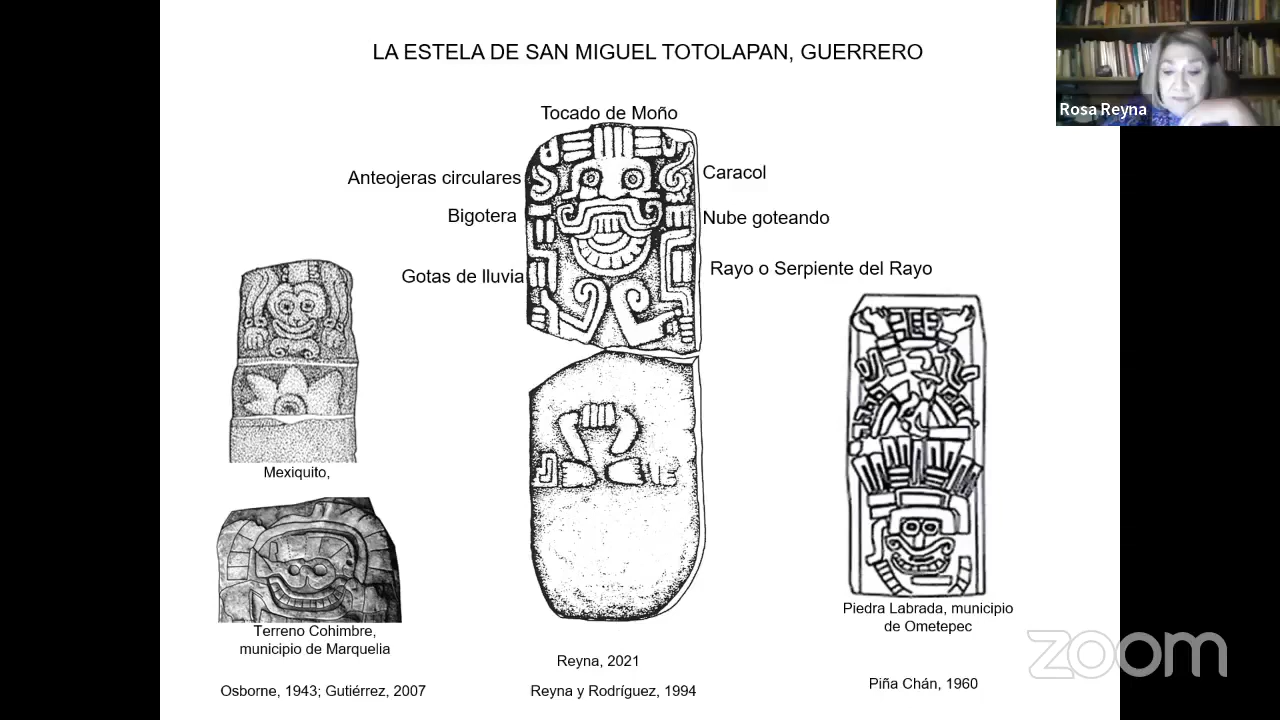 LA ESTELA DE SAN MIGUEL TOTOLAPAN, GUERRERO
Rosa Reyna
Tocado de Moño
Anteojeras circulares
Caracol
Bigotera
Nube goteando
Gotas de lluvia
Rayo o Serpiente del Rayo
Mexiquito,
Terreno Cohimbre,
municipio de Marquelia
Osborne, 1943; Gutiérrez, 2007
Reyna, 2021
Reyna y Rodríguez, 1994
Piedra Labrada, municipio
de Ometepec
Piña Chán, 1960
zoom